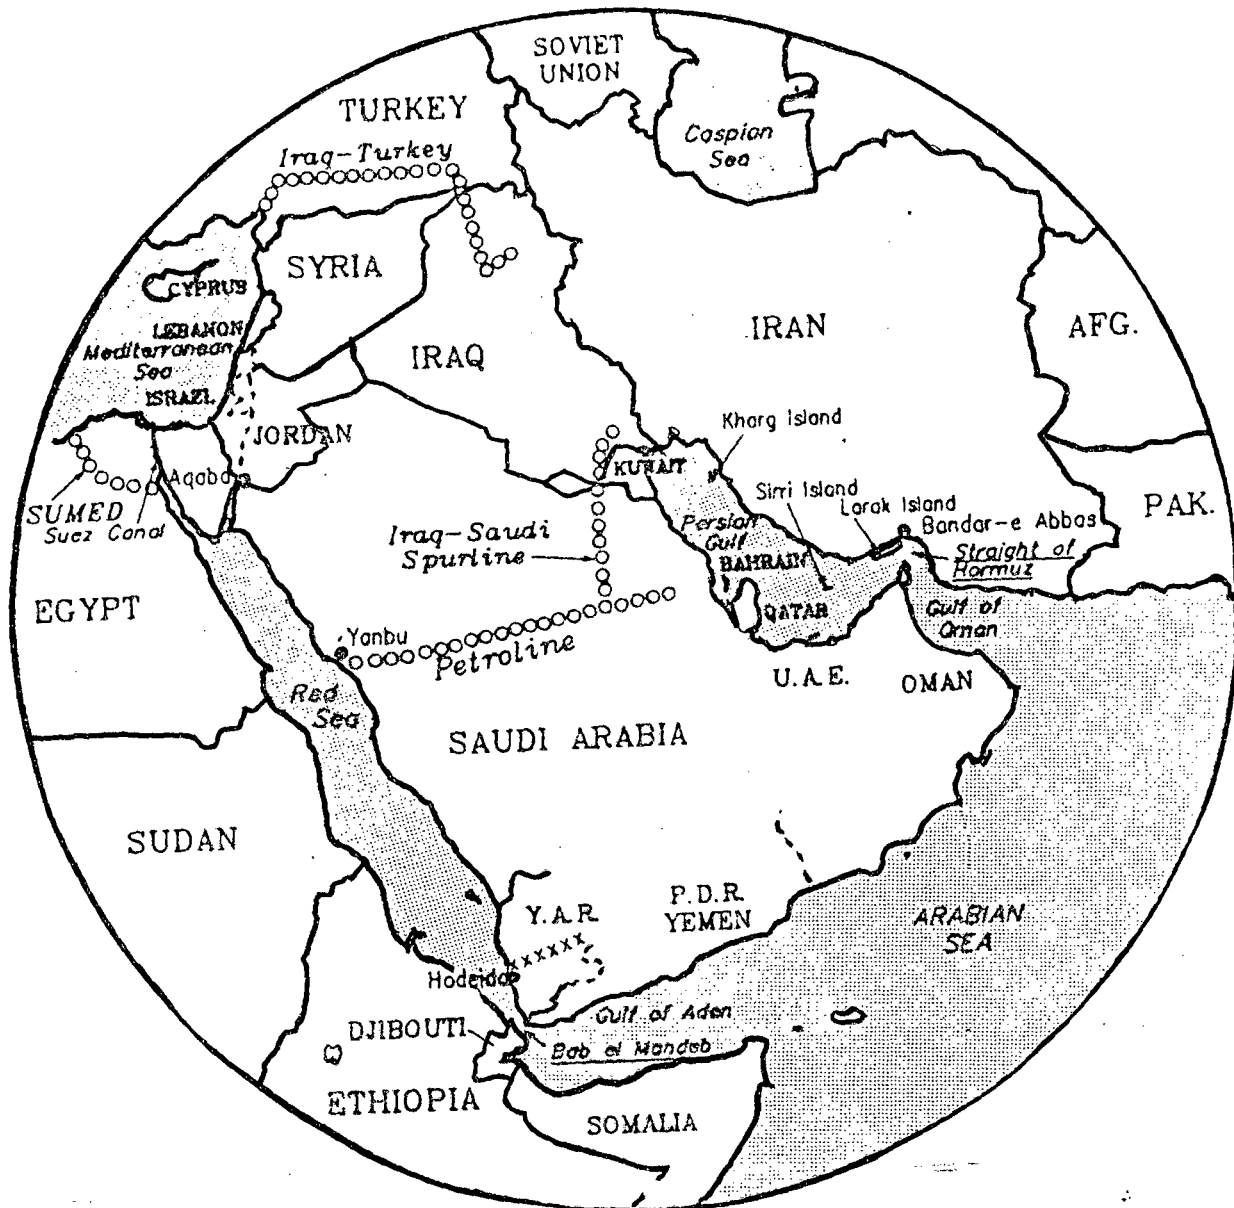 SOVIET
UNION
TURKEY
Caspian
Sea
Iraq-Turkey
SYRIA
CYPRUS
IRAN
AFG.
LEBANON
Mediterranean
Sea
IRAQ
ISRAEL
JORDAN
Kharg Island
KUWAIT
Aqaba
Sirri Island
Larak Island
SUMED
Suez Canal
PAK.
Bandar-e Abbas
Persian
Gulf
Iraq-Saudi
Spurline
Straight of
Hormuz
BAHRAIN
EGYPT
QATAR
Gulf of
Oman
Yanbu
Petroline
U.A.E.
OMAN
Red
Sea
SAUDI ARABIA
SUDAN
P.D.R.
YEMEN
Y.A.R.
ARABIAN
SEA
Hodeida
Gulf of Aden
DJIBOUTI
Bab el Mandeb
ETHIOPIA
SOMALIA